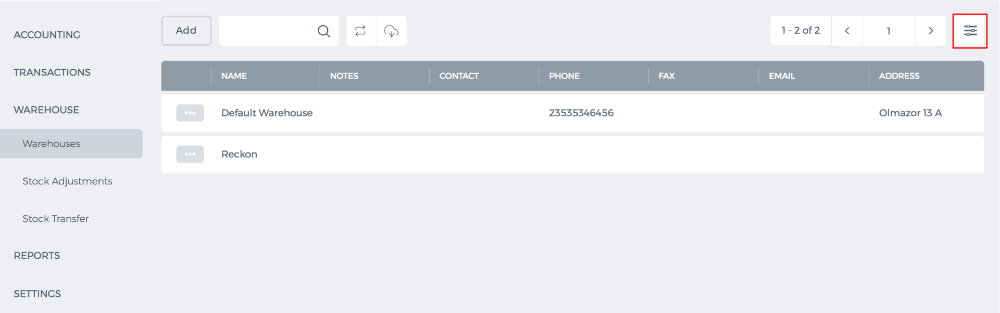 ACCOUNTING
TRANSACTIONS
WAREHOUSE
Warehouses
Stock Adjustments
Stock Transfer
REPORTS
SETTINGS
Add
1 - 2 of 2
1
NAME NOTES CONTACT PHONE FAX EMAIL ADDRESS
Default Warehouse 23535346456 Olmazor 13 A
Reckon